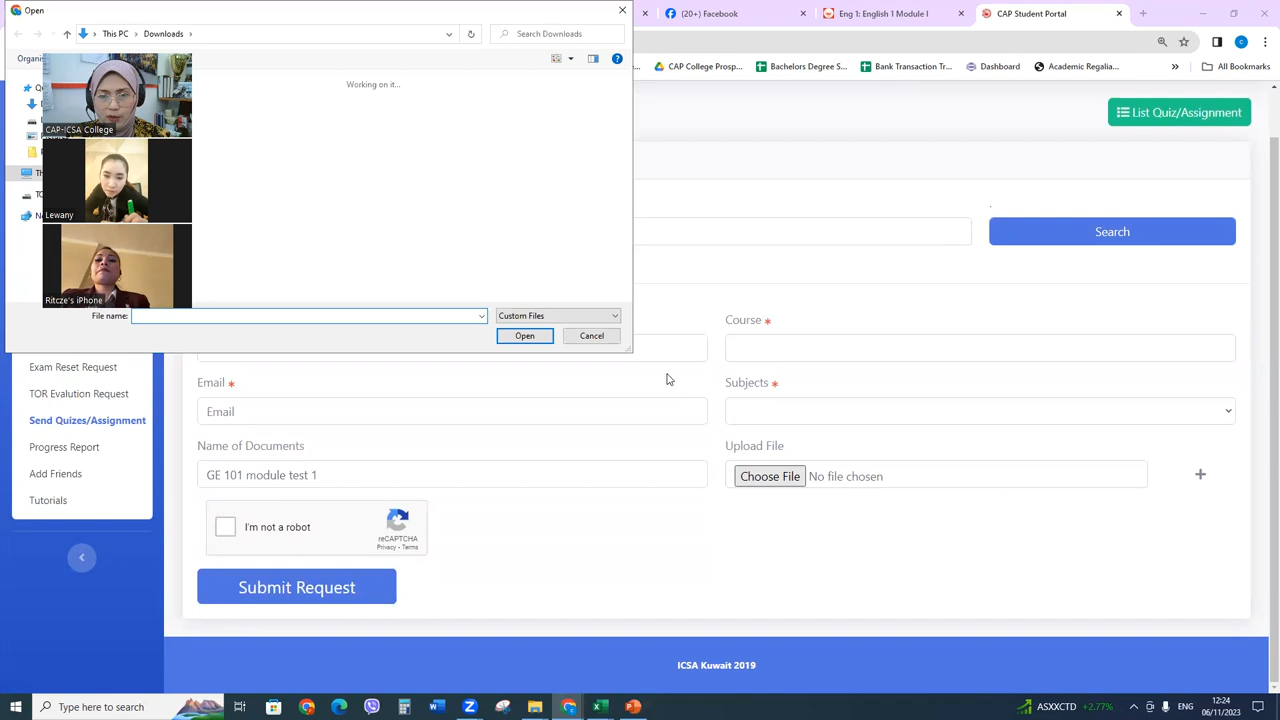 Open
(20+) Facebook
Eng 1: English 1 Module I
CAP Student Portal
This PC
Downloads
Search Downloads
Organi
CAP College Prosp...
Bachelors Degree S...
Bank Transaction Tr...
Dashboard
Academic Regalia...
All Bookmarks
Working on it...
CAP-ICSA College
List Quiz/Assignment
Lewany
Search
Ritcze's iPhone
File name:
Custom Files
Open
Cancel
Course *
Exam Reset Request
TOR Evalution Request
Send Quizes/Assignment
Progress Report
Add Friends
Tutorials
Email *
Subjects *
Email
Name of Documents
Upload File
GE 101 module test 1
Choose File No file chosen
I'm not a robot
reCAPTCHA
Privacy - Terms
Submit Request
ICSA Kuwait 2019
Type here to search
ASXXCTD +2.77%
ENG
12:24
06/11/2023